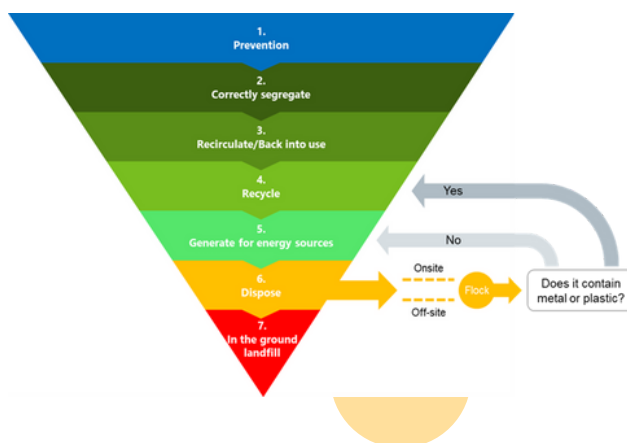 1.
Prevention
2.
Correctly segregate
3.
Recirculate/Back into use
4.
Recycle
Yes
5.
Generate for energy sources
No
6.
Dispose
Onsite
Off-site
Flock
Does it contain
metal or plastic?
7.
In the ground
landfill